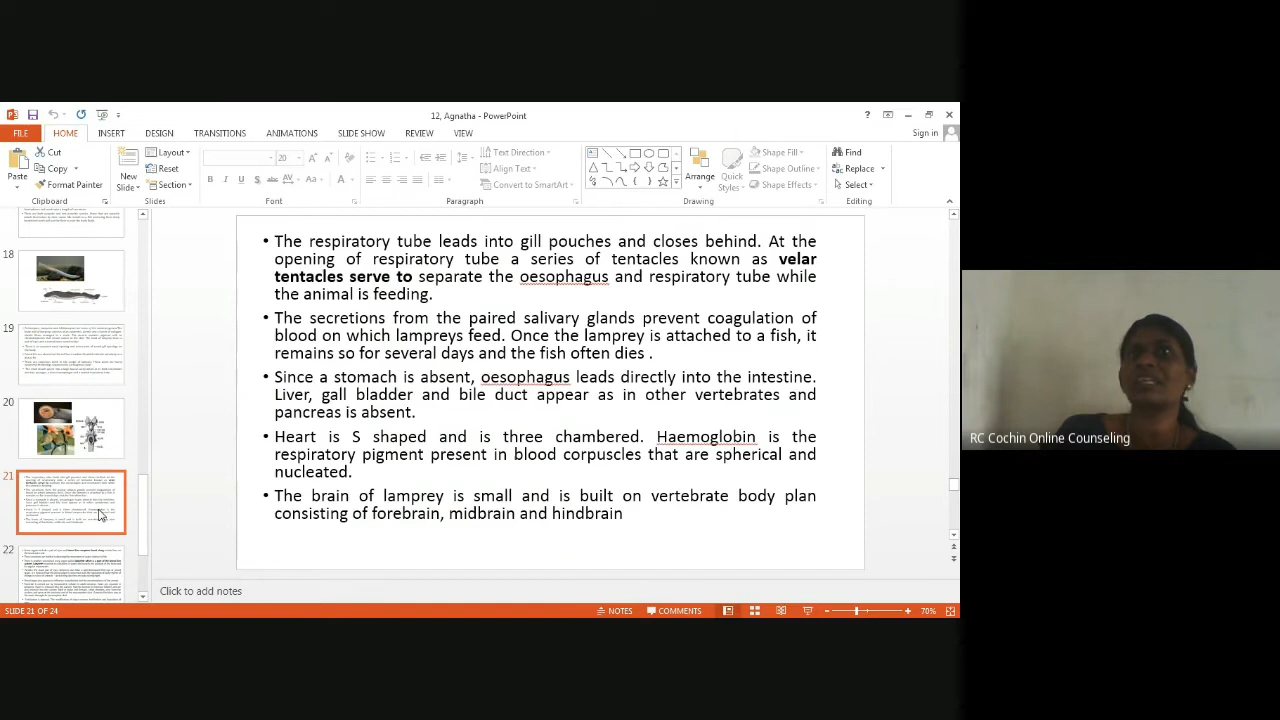 12, Agnatha - PowerPoint
Sign in
FILE HOME INSERT DESIGN TRANSITIONS ANIMATIONS SLIDE SHOW REVIEW VIEW
Paste
Cut
Copy
Format Painter
Clipboard
New Slide
Layout
Reset
Section
Slides
20
Font
Text Direction
Align Text
Convert to SmartArt
Paragraph
Arrange
Quick Styles
Shape Fill
Shape Outline
Shape Effects
Drawing
Find
Replace
Select
Editing
18
19
20
21
22
• The respiratory tube leads into gill pouches and closes behind. At the
opening of respiratory tube a series of tentacles known as velar
tentacles serve to separate the oesophagus and respiratory tube while
the animal is feeding.
• The secretions from the paired salivary glands prevent coagulation of
blood on which lampreys feed. Once the lamprey is attached to a host
remains so for several days and the fish often dies .
• Since a stomach is absent, oesophagus leads directly into the intestine.
Liver, gall bladder and bile duct appear as in other vertebrates and
pancreas is absent.
• Heart is S shaped and is three chambered. Haemoglobin is the
respiratory pigment present in blood corpuscles that are spherical and
nucleated.
• The brain of lamprey is small and is built on vertebrate body plan
consisting of forebrain, midbrain and hindbrain
Click to add notes
SLIDE 21 OF 24
NOTES COMMENTS 70%
RC Cochin Online Counseling